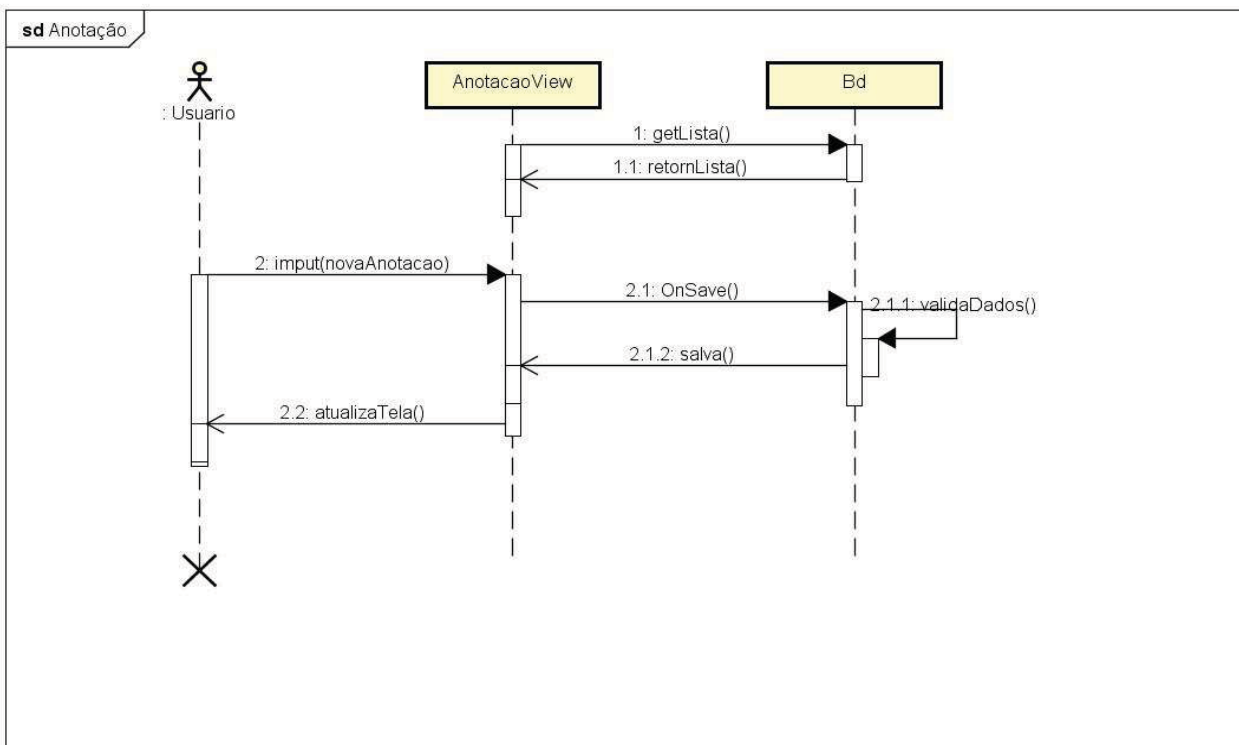 sd Anotação
: Usuario
AnotacaoView
Bd
1: getLista()
1.1: retornLista()
2: imput(novaAnotacao)
2.1: OnSave()
2.1.1: validaDados()
2.1.2: salva()
2.2: atualizaTela()